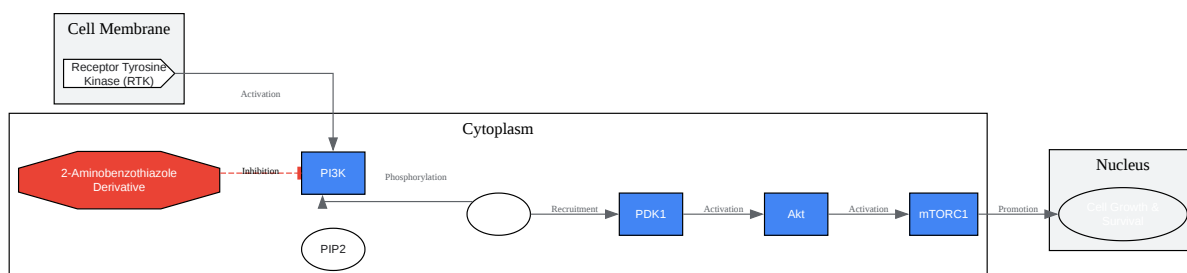 Cell Membrane
Receptor Tyrosine
Kinase (RTK)
Activation
Cytoplasm
2-Aminobenzothiazole
Derivative
Inhibition
PI3K
Phosphorylation
PIP2
Recruitment
PDK1
Activation
Akt
Activation
mTORC1
Promotion
Nucleus
Cell Growth &
Survival